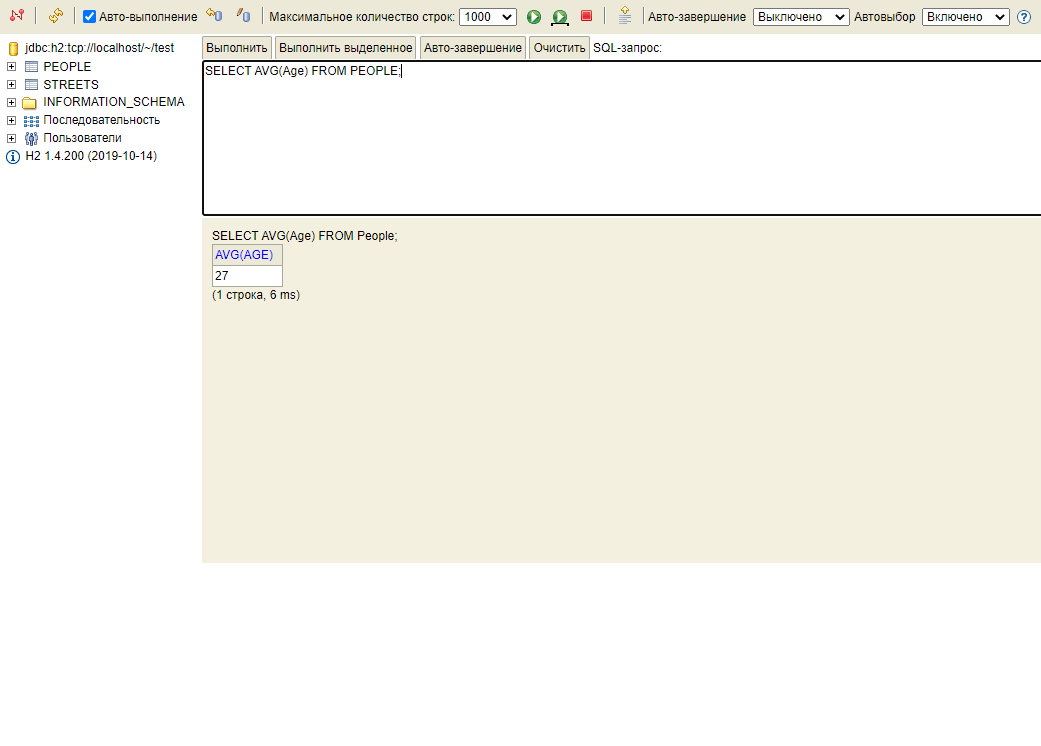 Авто-выполнение Максимальное количество строк: 1000 Авто-завершение Выключено Автовыбор Включено
jdbc:h2:tcp://localhost/~/test
PEOPLE
STREETS
INFORMATION_SCHEMA
Последовательность
Пользователи
H2 1.4.200 (2019-10-14)
Выполнить Выполнить выделенное Авто-завершение Очистить SQL-запрос:
SELECT AVG(Age) FROM PEOPLE;
SELECT AVG(Age) FROM People;
AVG(AGE)
27
(1 строка, 6 ms)